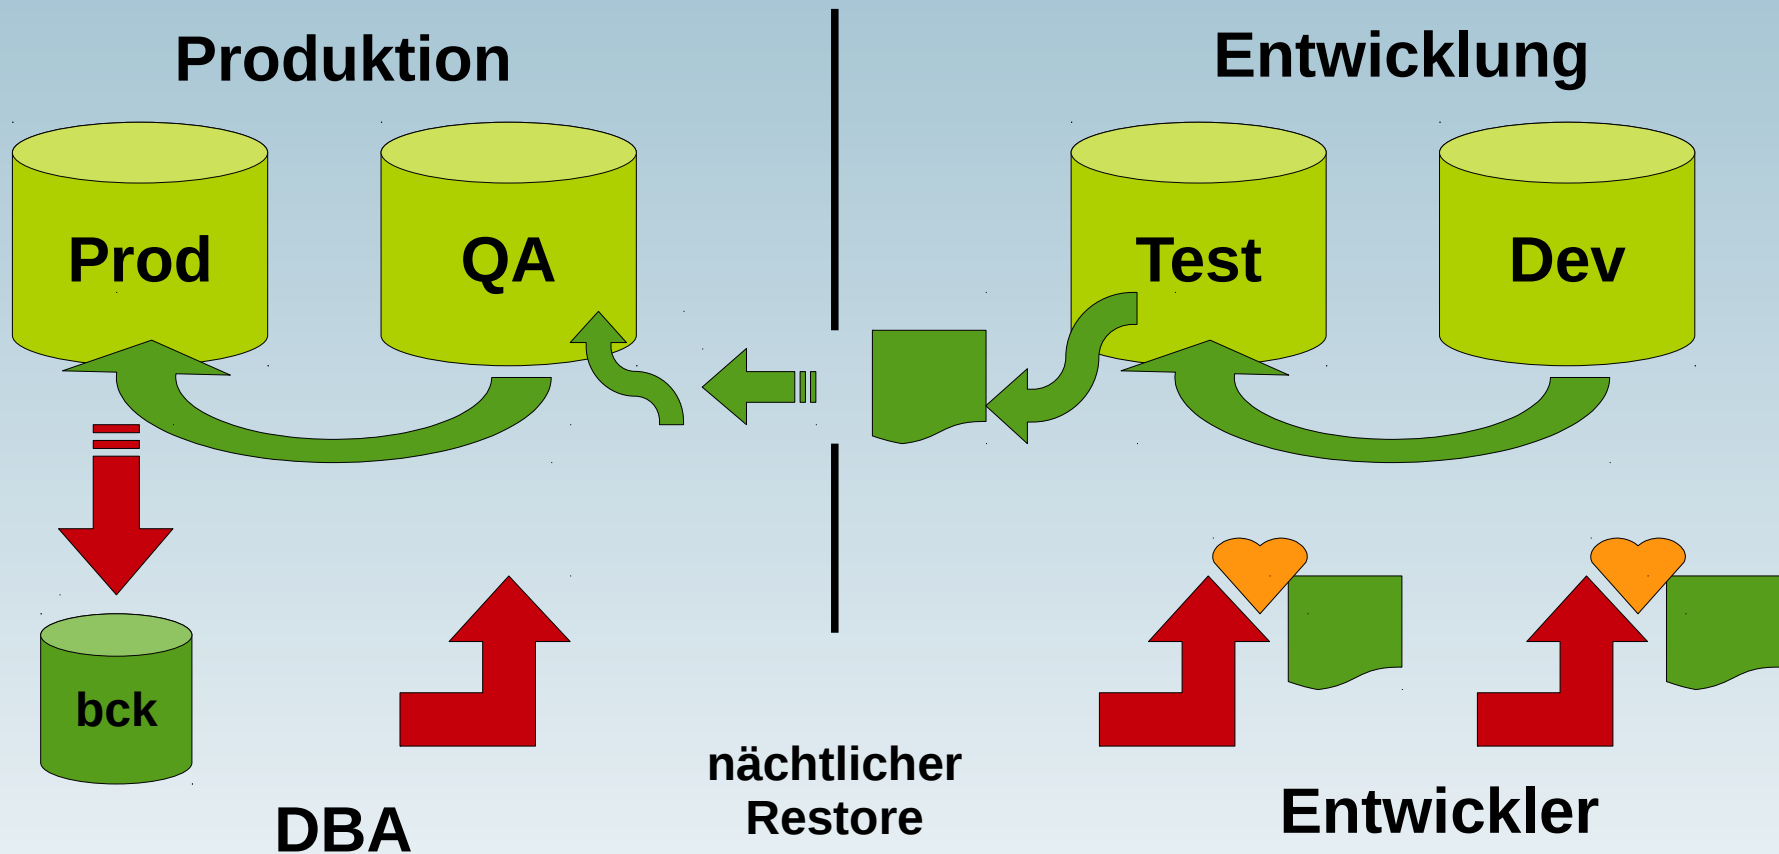 Produktion
Entwicklung
Prod
QA
Test
Dev
bck
nächtlicher
Restore
DBA
Entwickler